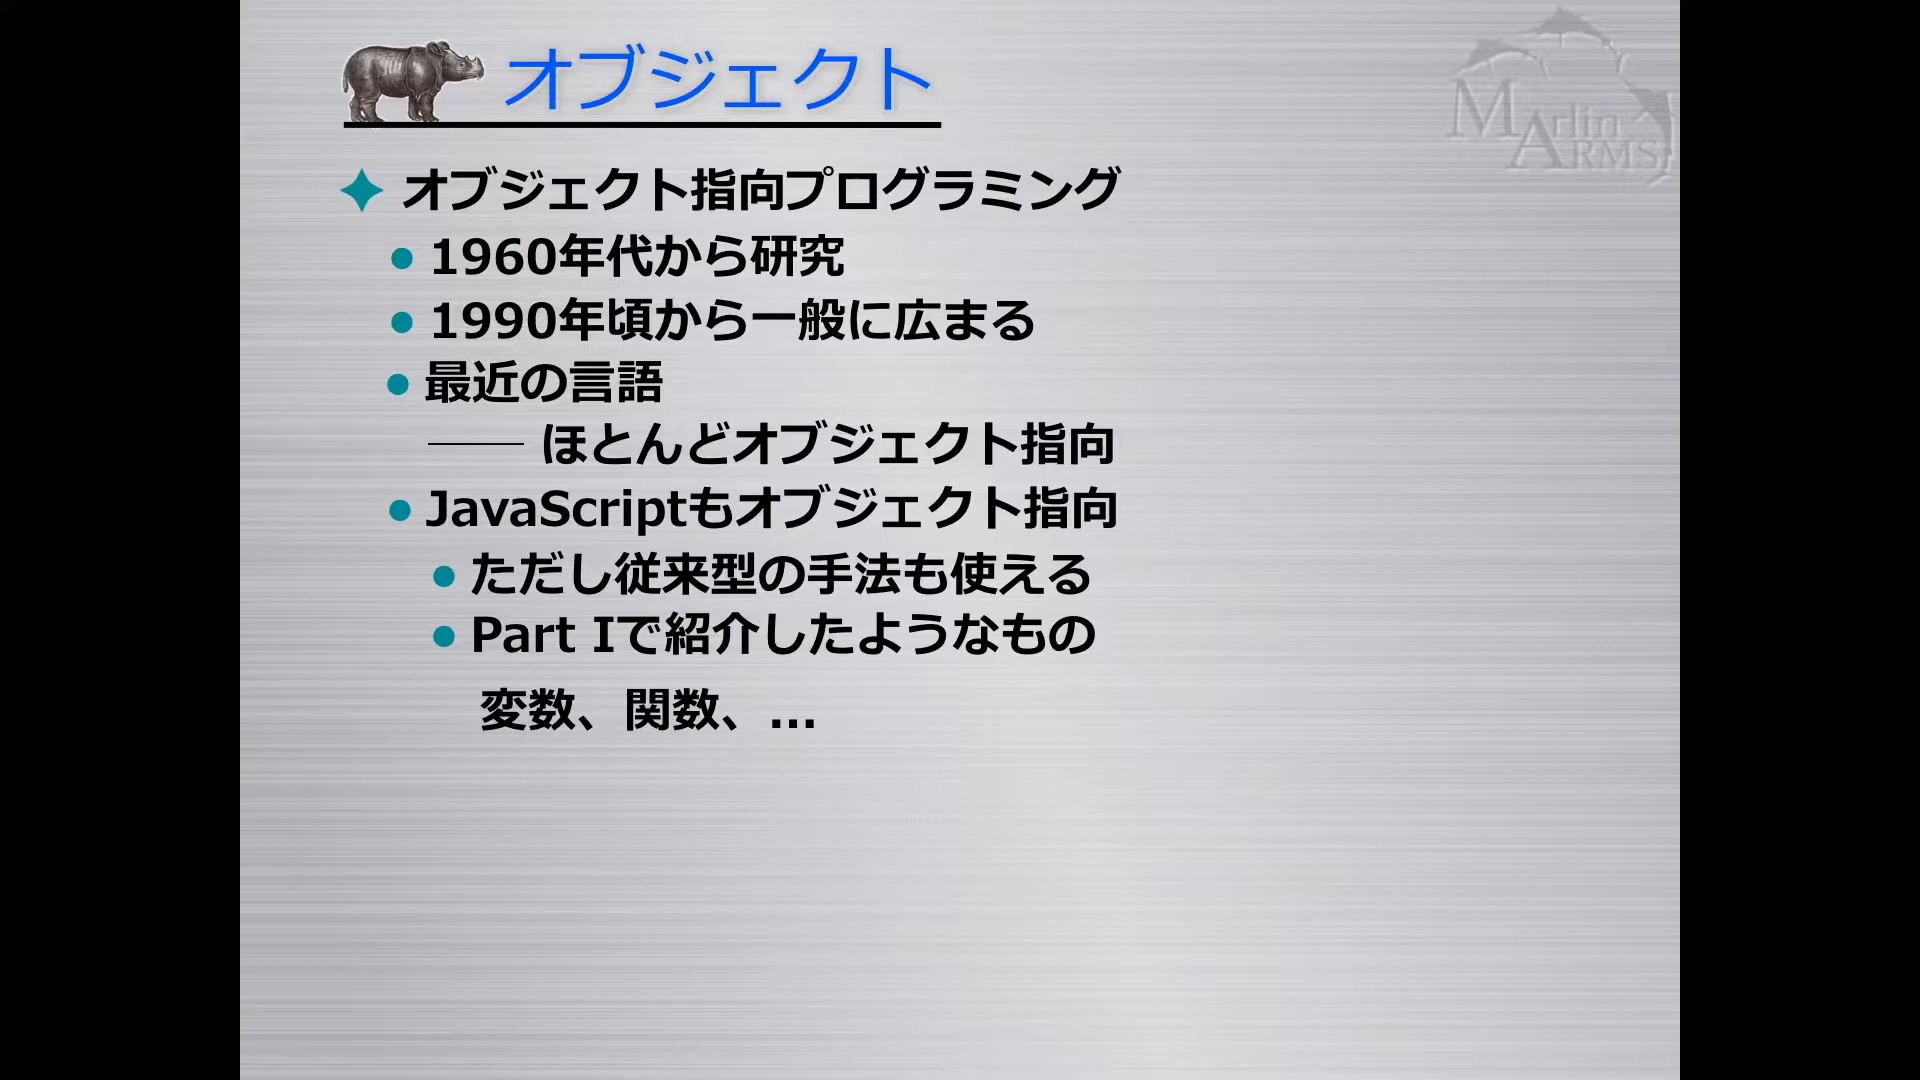 オブジェクト
Marlin
ARMS
オブジェクト指向プログラミング
1960年代から研究
1990年頃から一般に広まる
最近の言語
── ほとんどオブジェクト指向
JavaScriptもオブジェクト指向
ただし従来型の手法も使える
Part Iで紹介したようなもの
変数、関数、...